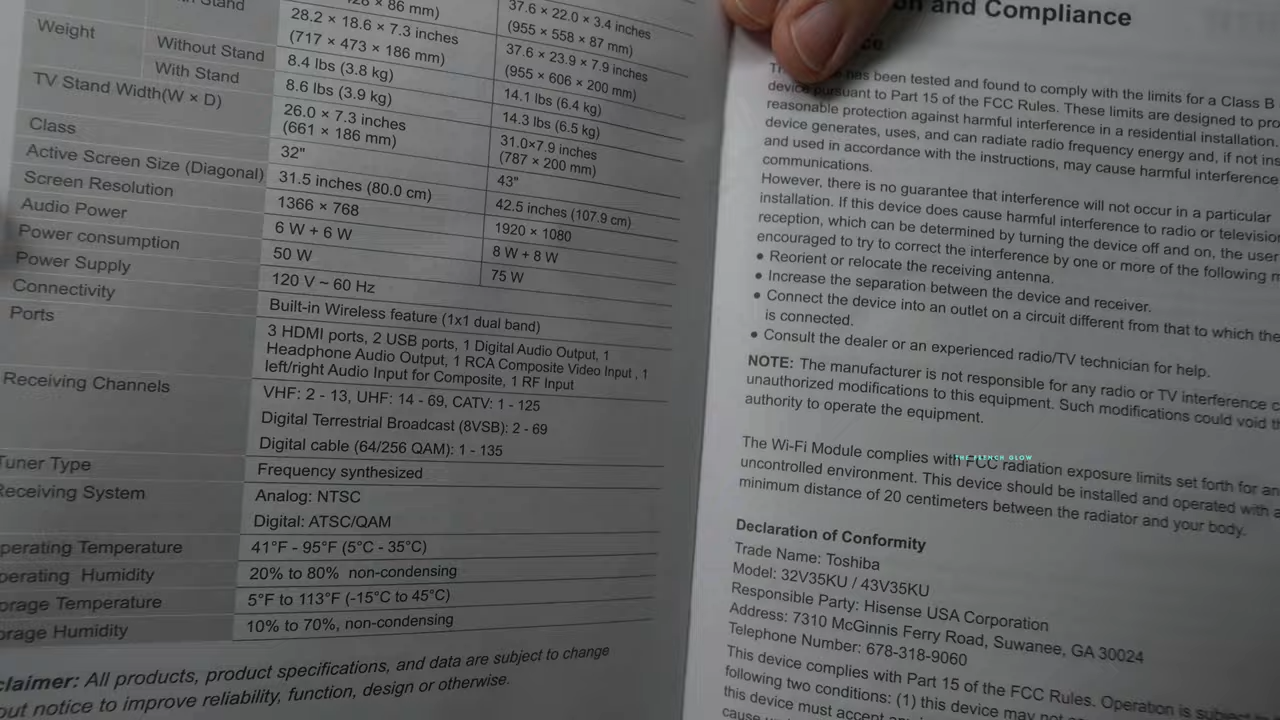 Stand
× 86 mm)
37.6 × 22.0 × 3.4 inches
(955 × 558 × 87 mm)
28.2 × 18.6 × 7.3 inches
(717 × 473 × 186 mm)
37.6 × 23.9 × 7.9 inches
(955 × 606 × 200 mm)
Weight
Without Stand
8.4 lbs (3.8 kg)
14.1 lbs (6.4 kg)
With Stand
8.6 lbs (3.9 kg)
14.3 lbs (6.5 kg)
TV Stand Width(W × D)
26.0 × 7.3 inches
(661 × 186 mm)
31.0×7.9 inches
(787 × 200 mm)
Class
32"
43"
Active Screen Size (Diagonal)
31.5 inches (80.0 cm)
42.5 inches (107.9 cm)
Screen Resolution
1366 × 768
1920 × 1080
Audio Power
6 W + 6 W
8 W + 8 W
Power consumption
50 W
75 W
Power Supply
120 V ~ 60 Hz
Connectivity
Built-in Wireless feature (1x1 dual band)
Ports
3 HDMI ports, 2 USB ports, 1 Digital Audio Output, 1
Headphone Audio Output, 1 RCA Composite Video Input , 1
left/right Audio Input for Composite, 1 RF Input
Receiving Channels
VHF: 2 - 13, UHF: 14 - 69, CATV: 1 - 125
Digital Terrestrial Broadcast (8VSB): 2 - 69
Digital cable (64/256 QAM): 1 - 135
Tuner Type
Frequency synthesized
Receiving System
Analog: NTSC
Digital: ATSC/QAM
perating Temperature
41°F - 95°F (5°C - 35°C)
perating Humidity
20% to 80% non-condensing
orage Temperature
5°F to 113°F (-15°C to 45°C)
orage Humidity
10% to 70%, non-condensing
claimer: All products, product specifications, and data are subject to change
out notice to improve reliability, function, design or otherwise.
on and Compliance
has been tested and found to comply with the limits for a Class B
device pursuant to Part 15 of the FCC Rules. These limits are designed to pro
reasonable protection against harmful interference in a residential installation.
device generates, uses, and can radiate radio frequency energy and, if not ins
and used in accordance with the instructions, may cause harmful interference
communications.
However, there is no guarantee that interference will not occur in a particular
installation. If this device does cause harmful interference to radio or television
reception, which can be determined by turning the device off and on, the user
encouraged to try to correct the interference by one or more of the following m
● Reorient or relocate the receiving antenna.
● Increase the separation between the device and receiver.
● Connect the device into an outlet on a circuit different from that to which the
is connected.
● Consult the dealer or an experienced radio/TV technician for help.
NOTE: The manufacturer is not responsible for any radio or TV interference c
unauthorized modifications to this equipment. Such modifications could void th
authority to operate the equipment.
The Wi-Fi Module complies with FCC radiation exposure limits set forth for an
uncontrolled environment. This device should be installed and operated with a
minimum distance of 20 centimeters between the radiator and your body.
THE FRENCH GLOW
Declaration of Conformity
Trade Name: Toshiba
Model: 32V35KU / 43V35KU
Responsible Party: Hisense USA Corporation
Address: 7310 McGinnis Ferry Road, Suwanee, GA 30024
Telephone Number: 678-318-9060
This device complies with Part 15 of the FCC Rules. Operation is subject
following two conditions: (1) this device may not
this device must accept